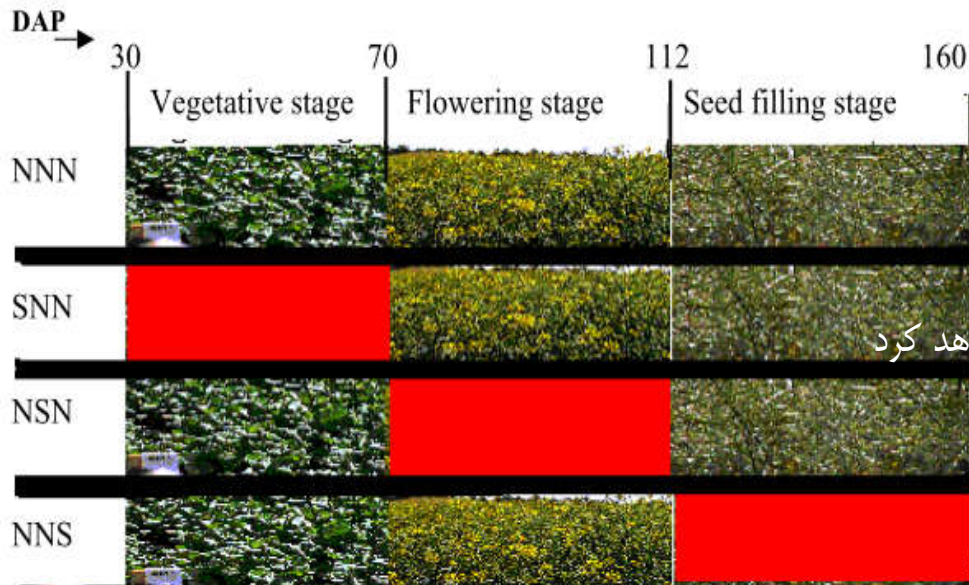 DAP
30 70 112 160
Vegetative stage Flowering stage Seed filling stage
NNN
SNN
هد کرد
NSN
NNS